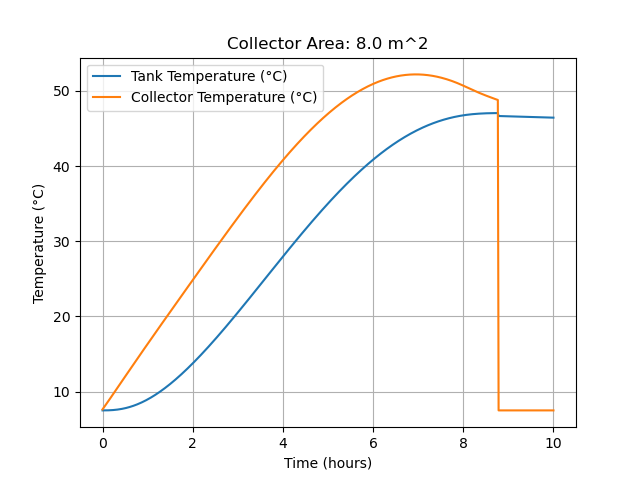 Collector Area: 8.0 m^2
Tank Temperature (°C)
Collector Temperature (°C)
50
40
30
20
10
Temperature (°C)
0
2
4
6
8
10
Time (hours)